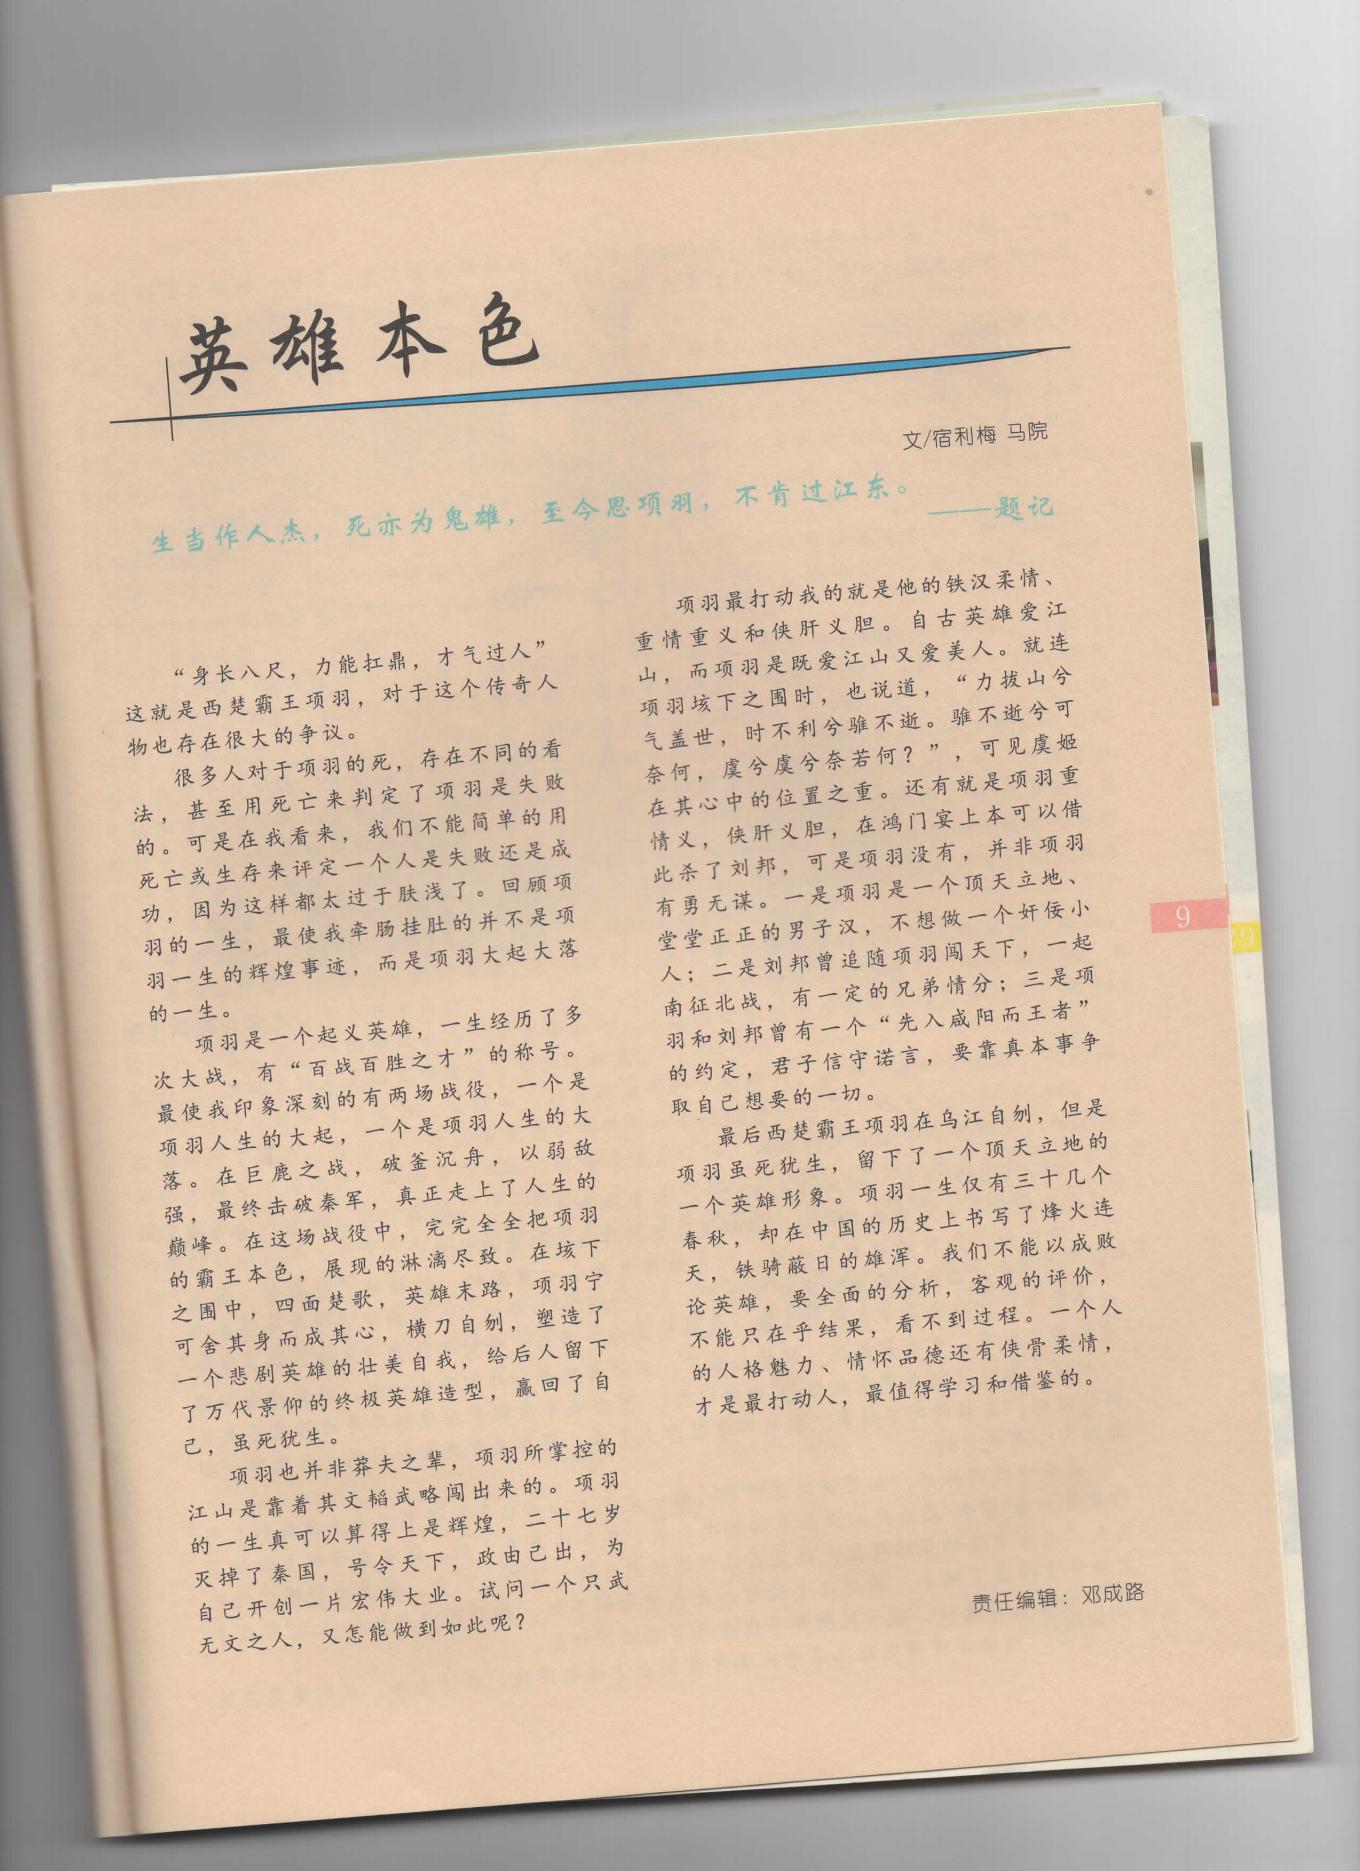 英雄本色
文/宿利梅 马院
生当作人杰，死亦为鬼雄，至今思项羽，不肯过江东。
——题记
“身长八尺，力能扛鼎，才气过人”
这就是西楚霸王项羽，对于这个传奇人
物也存在很大的争议。
很多人对于项羽的死，存在不同的看
法，甚至用死亡来判定了项羽是失败
的。可是在我看来，我们不能简单的用
死亡或生存来评定一个人是失败还是成
功，因为这样都太过于肤浅了。回顾项
羽的一生，最使我牵肠挂肚的并不是项
羽一生的辉煌事迹，而是项羽大起大落
的一生。
项羽是一个起义英雄，一生经历了多
次大战，有“百战百胜之才”的称号。
最使我印象深刻的有两场战役，一个是
项羽人生的大起，一个是项羽人生的大
落。在巨鹿之战，破釜沉舟，以弱敌
强，最终击破秦军，真正走上了人生的
巅峰。在这场战役中，完完全全把项羽
的霸王本色，展现的淋漓尽致。在垓下
之围中，四面楚歌，英雄末路，项羽宁
可舍其身而成其心，横刀自刎，塑造了
一个悲剧英雄的壮美自我，给后人留下
了万代景仰的终极英雄造型，赢回了自
己，虽死犹生。
项羽也并非莽夫之辈，项羽所掌控的
江山是靠着其文韬武略闯出来的。项羽
的一生真可以算得上是辉煌，二十七岁
灭掉了秦国，号令天下，政由己出，为
自己开创一片宏伟大业。试问一个只武
无文之人，又怎能做到如此呢？
项羽最打动我的就是他的铁汉柔情、
重情重义和侠肝义胆。自古英雄爱江
山，而项羽是既爱江山又爱美人。就连
项羽垓下之围时，也说道，“力拔山兮
气盖世，时不利兮骓不逝。骓不逝兮可
奈何，虞兮虞兮奈若何？”，可见虞姬
在其心中的位置之重。还有就是项羽重
情义，侠肝义胆，在鸿门宴上本可以借
此杀了刘邦，可是项羽没有，并非项羽
有勇无谋。一是项羽是一个顶天立地、
堂堂正正的男子汉，不想做一个奸佞小
人；二是刘邦曾追随项羽闯天下，一起
南征北战，有一定的兄弟情分；三是项
羽和刘邦曾有一个“先入咸阳而王者”
的约定，君子信守诺言，要靠真本事争
取自己想要的一切。
最后西楚霸王项羽在乌江自刎，但是
项羽虽死犹生，留下了一个顶天立地的
一个英雄形象。项羽一生仅有三十几个
春秋，却在中国的历史上书写了烽火连
天，铁骑蔽日的雄浑。我们不能以成败
论英雄，要全面的分析，客观的评价，
不能只在乎结果，看不到过程。一个人
的人格魅力、情怀品德还有侠骨柔情，
才是最打动人，最值得学习和借鉴的。
责任编辑：邓成路
9